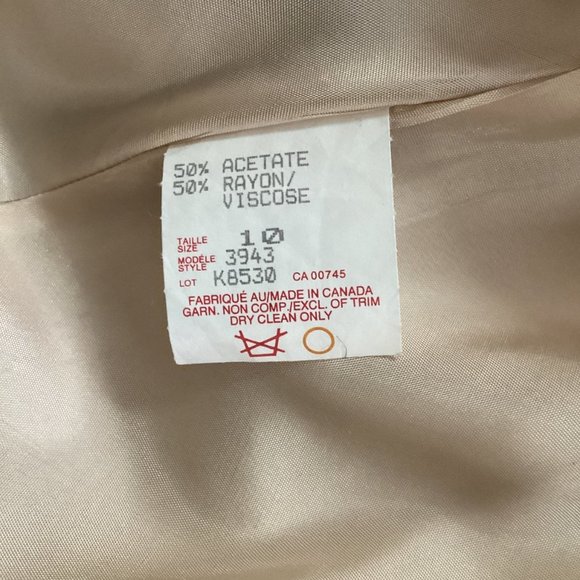 50% ACETATE
50% RAYON/
VISCOSE
TAILLE
SIZE 10
MODÈLE
STYLE 3943
LOT K8530 CA 00745
FABRIQUÉ AU/MADE IN CANADA
GARN. NON COMP./EXCL. OF TRIM
DRY CLEAN ONLY